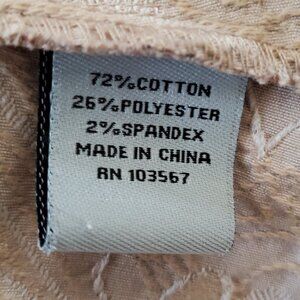 72%COTTON
26%POLYESTER
2%SPANDEX
MADE IN CHINA
RN 103567